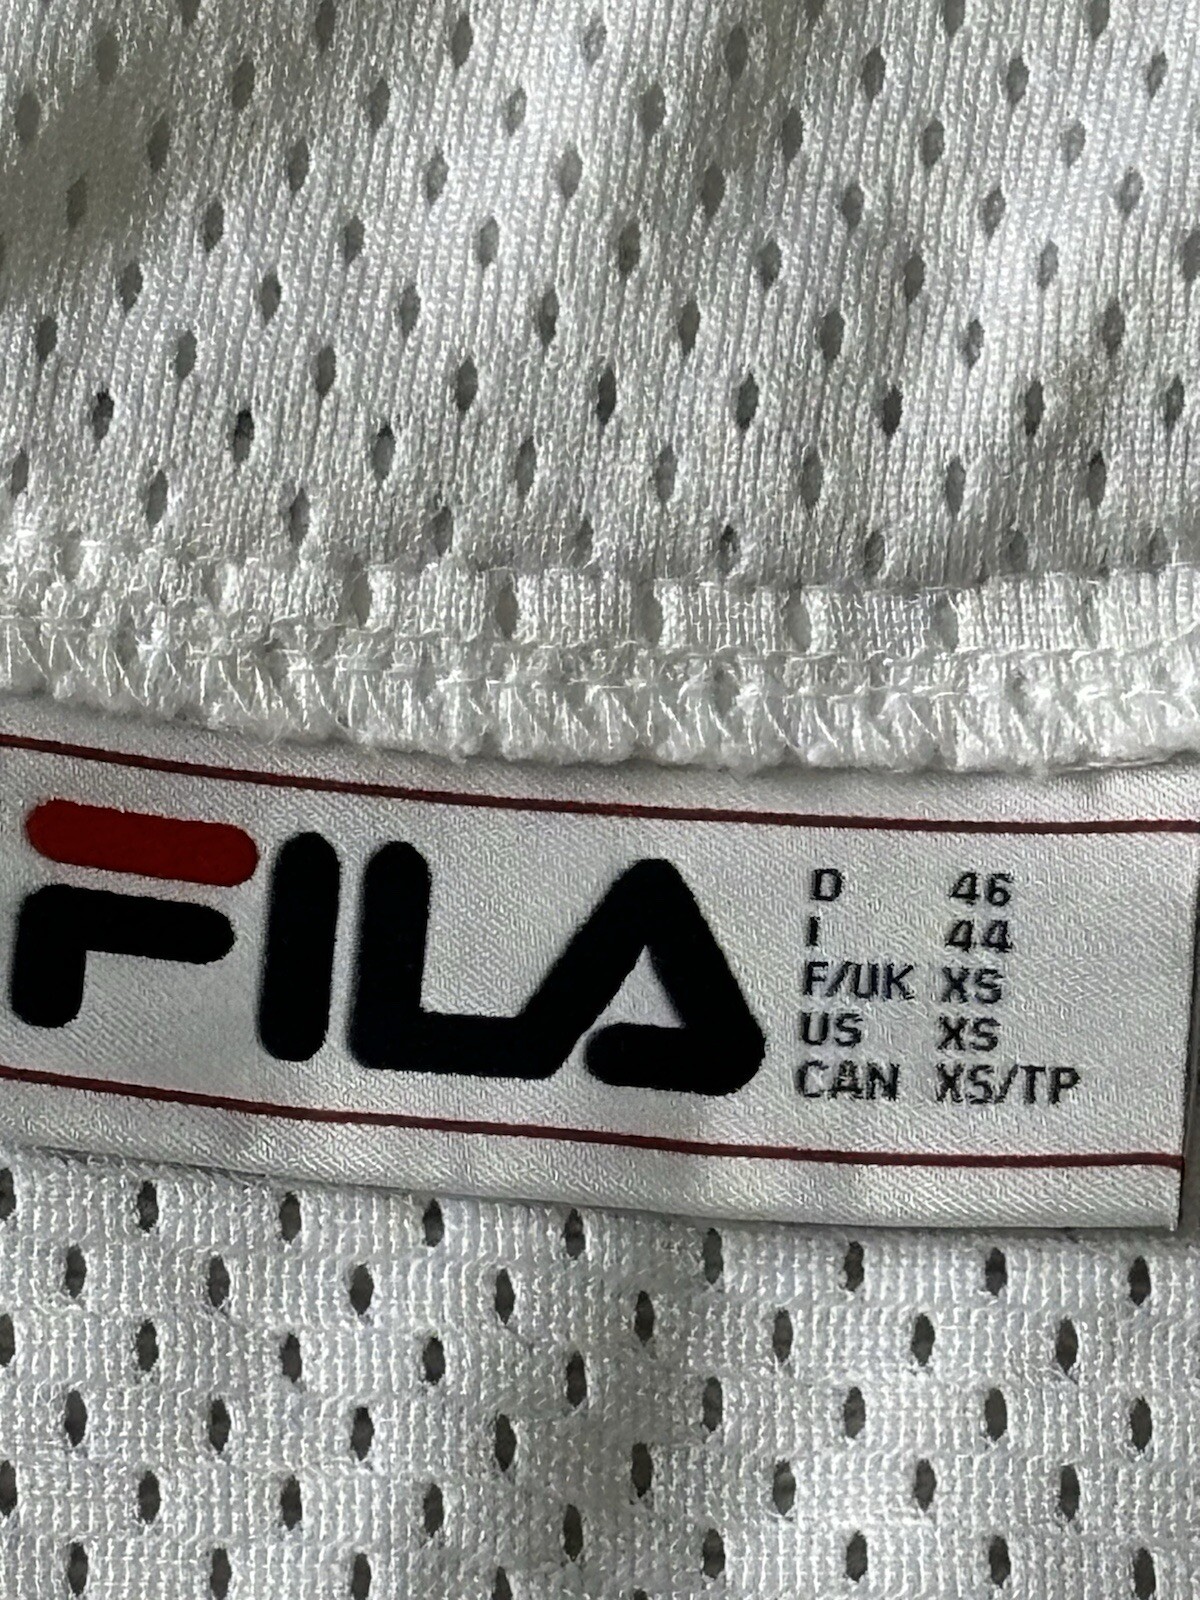 FILA
D 46
I 44
F/UK XS
US XS
CAN XS/TP